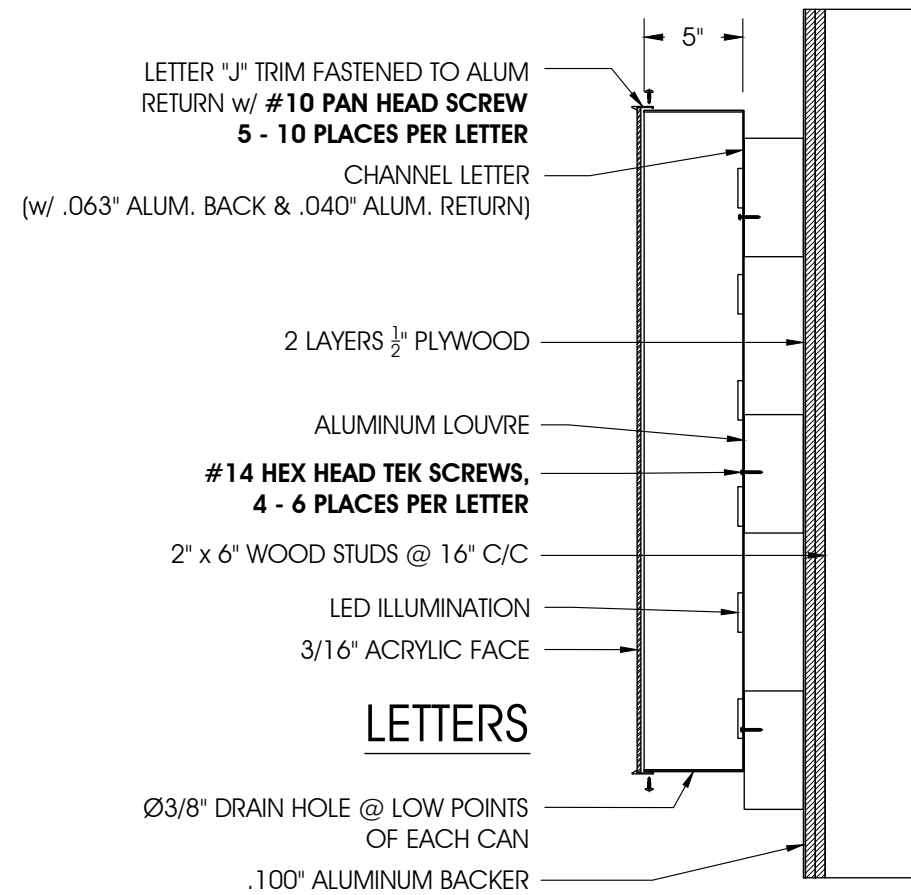 5"
LETTER "J" TRIM FASTENED TO ALUM
RETURN w/ #10 PAN HEAD SCREW
5 - 10 PLACES PER LETTER
CHANNEL LETTER
(w/ .063" ALUM. BACK & .040" ALUM. RETURN)
2 LAYERS 1/2" PLYWOOD
ALUMINUM LOUVRE
#14 HEX HEAD TEK SCREWS,
4 - 6 PLACES PER LETTER
2" x 6" WOOD STUDS @ 16" C/C
LED ILLUMINATION
3/16" ACRYLIC FACE
LETTERS
Ø3/8" DRAIN HOLE @ LOW POINTS
OF EACH CAN
.100" ALUMINUM BACKER